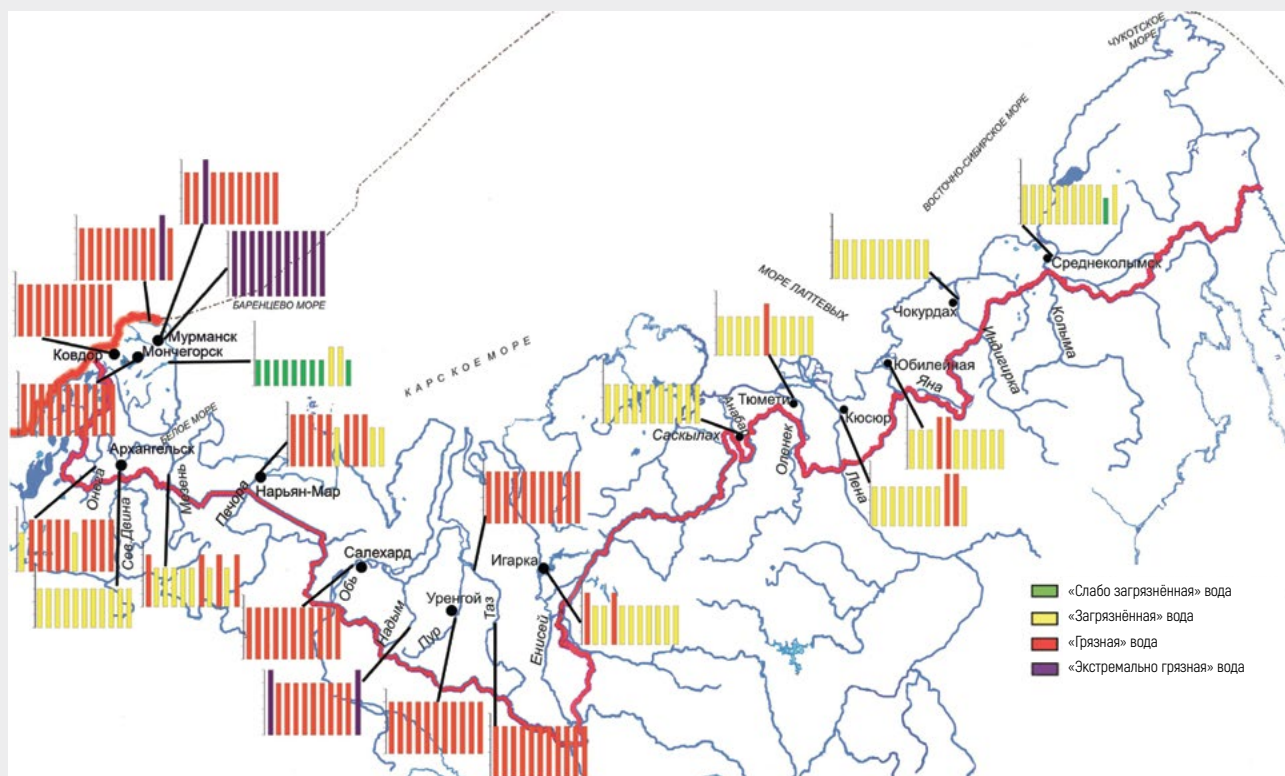 ЧУКОТСКОЕ
МОРЕ
ВОСТОЧНО-СИБИРСКОЕ МОРЕ
Среднеколымск
МОРЕ ЛАПТЕВЫХ
Чокурдах
БАРЕНЦЕВО МОРЕ
Мурманск
Ковдор
Мончегорск
КАРСКОЕ МОРЕ
Индигирка
Колыма
Юбилейная
Яна
Тюмети
Кюсюр
Анабар
Саскылах
Оленек
Лена
БЕЛОЕ МОРЕ
Архангельск
Онега
Мезень
Сев.Двина
Печора
Нарьян-Мар
Салехард
Обь
Надым
Уренгой
Пур
Таз
Игарка
Енисей
«Слабо загрязнённая» вода
«Загрязнённая» вода
«Грязная» вода
«Экстремально грязная» вода